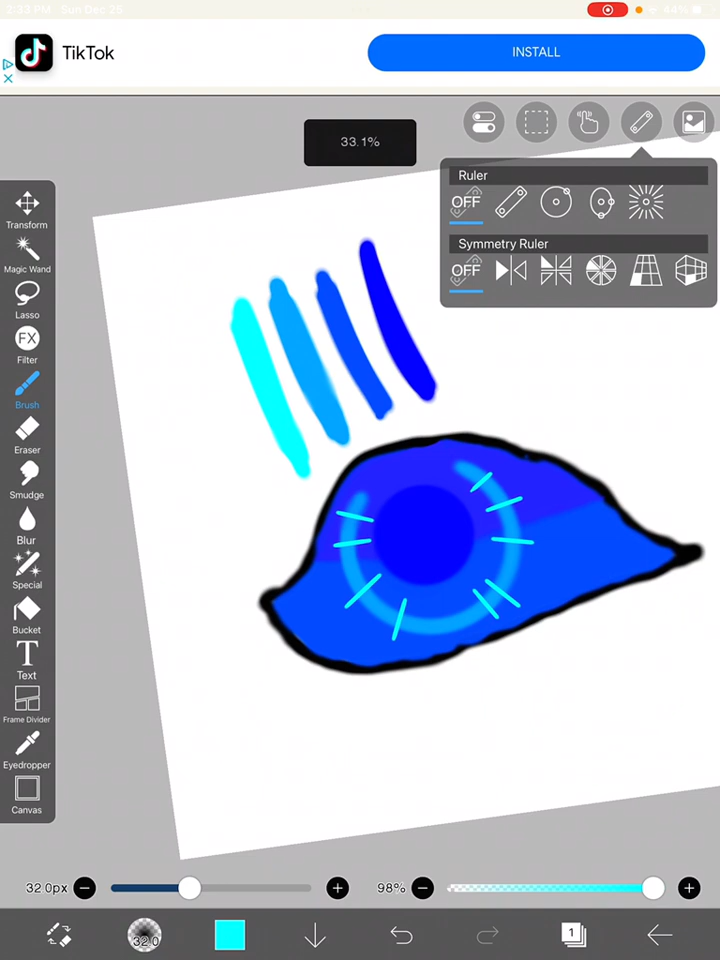 2:33 PM Sun Dec 25
44%
TikTok
INSTALL
33.1%
Ruler
OFF
Symmetry Ruler
OFF
Transform
Magic Wand
Lasso
FX
Filter
Brush
Eraser
Smudge
Blur
Special
Bucket
T
Text
Frame Divider
Eyedropper
Canvas
32.0px
98%
32.0
1